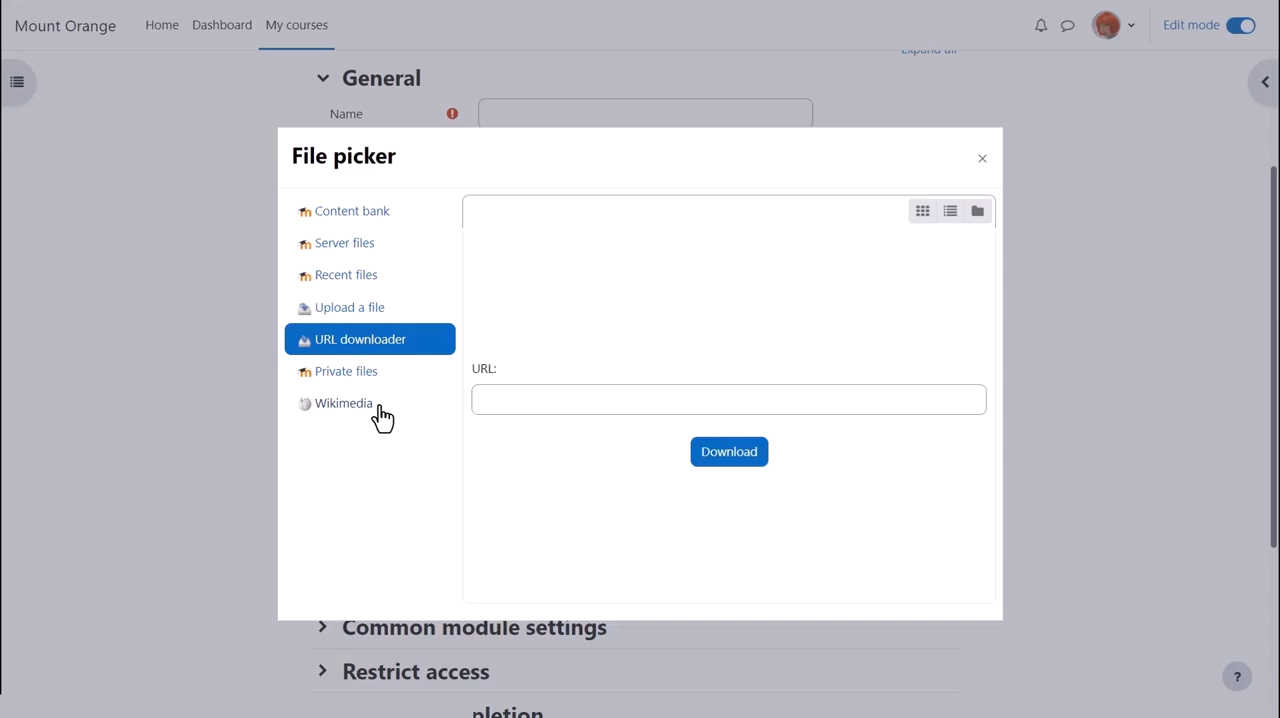 Mount Orange
Home
Dashboard
My courses
Edit mode
Expand all
General
Name
File picker
Content bank
Server files
Recent files
Upload a file
URL downloader
Private files
Wikimedia
URL:
Download
Common module settings
Restrict access
pletion
?